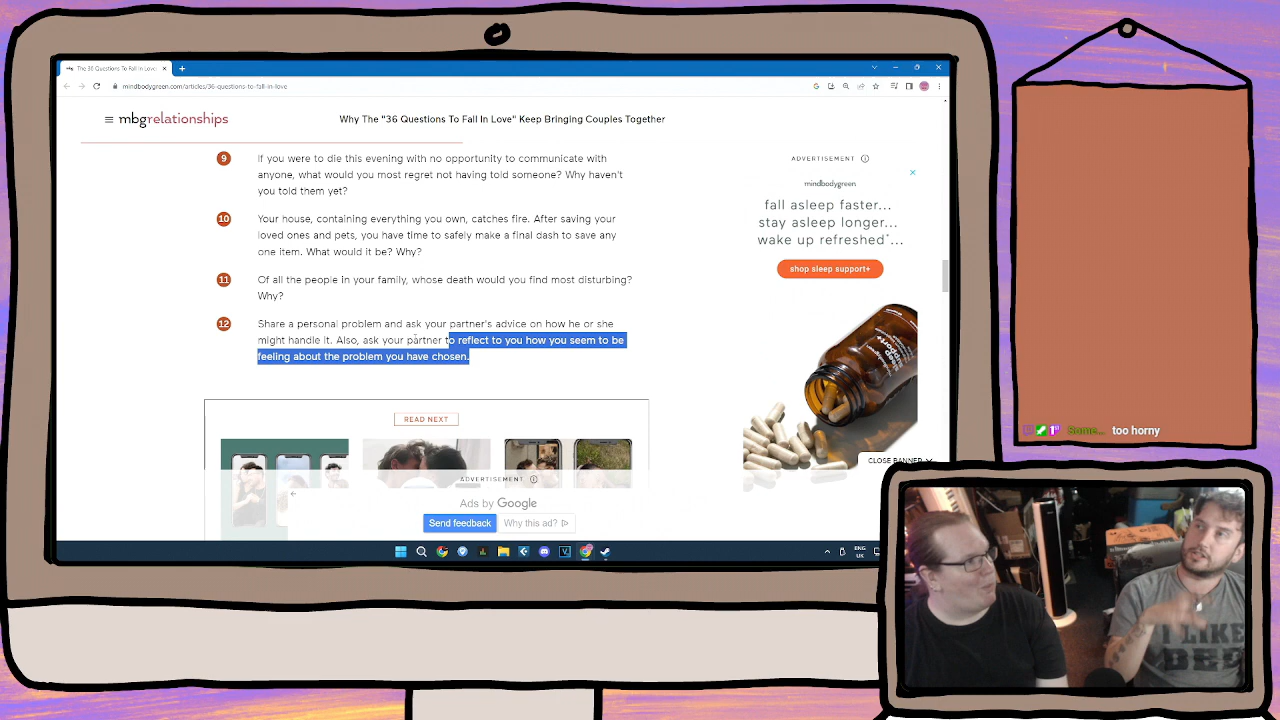 The 36 Questions To Fall In Love
mindbodygreen.com/articles/36-questions-to-fall-in-love
mbgrelationships
Why The "36 Questions To Fall In Love" Keep Bringing Couples Together
9
If you were to die this evening with no opportunity to communicate with
anyone, what would you most regret not having told someone? Why haven't
you told them yet?
10
Your house, containing everything you own, catches fire. After saving your
loved ones and pets, you have time to safely make a final dash to save any
one item. What would it be? Why?
11
Of all the people in your family, whose death would you find most disturbing?
Why?
12
Share a personal problem and ask your partner's advice on how he or she
might handle it. Also, ask your partner to reflect to you how you seem to be
feeling about the problem you have chosen.
READ NEXT
ADVERTISEMENT
Ads by Google
Send feedback
Why this ad?
ADVERTISEMENT
mindbodygreen
fall asleep faster...
stay asleep longer...
wake up refreshed*...
shop sleep support+
sleep support+
CLOSE BANNER
ENG
UK
Some... too horny
I LIKE